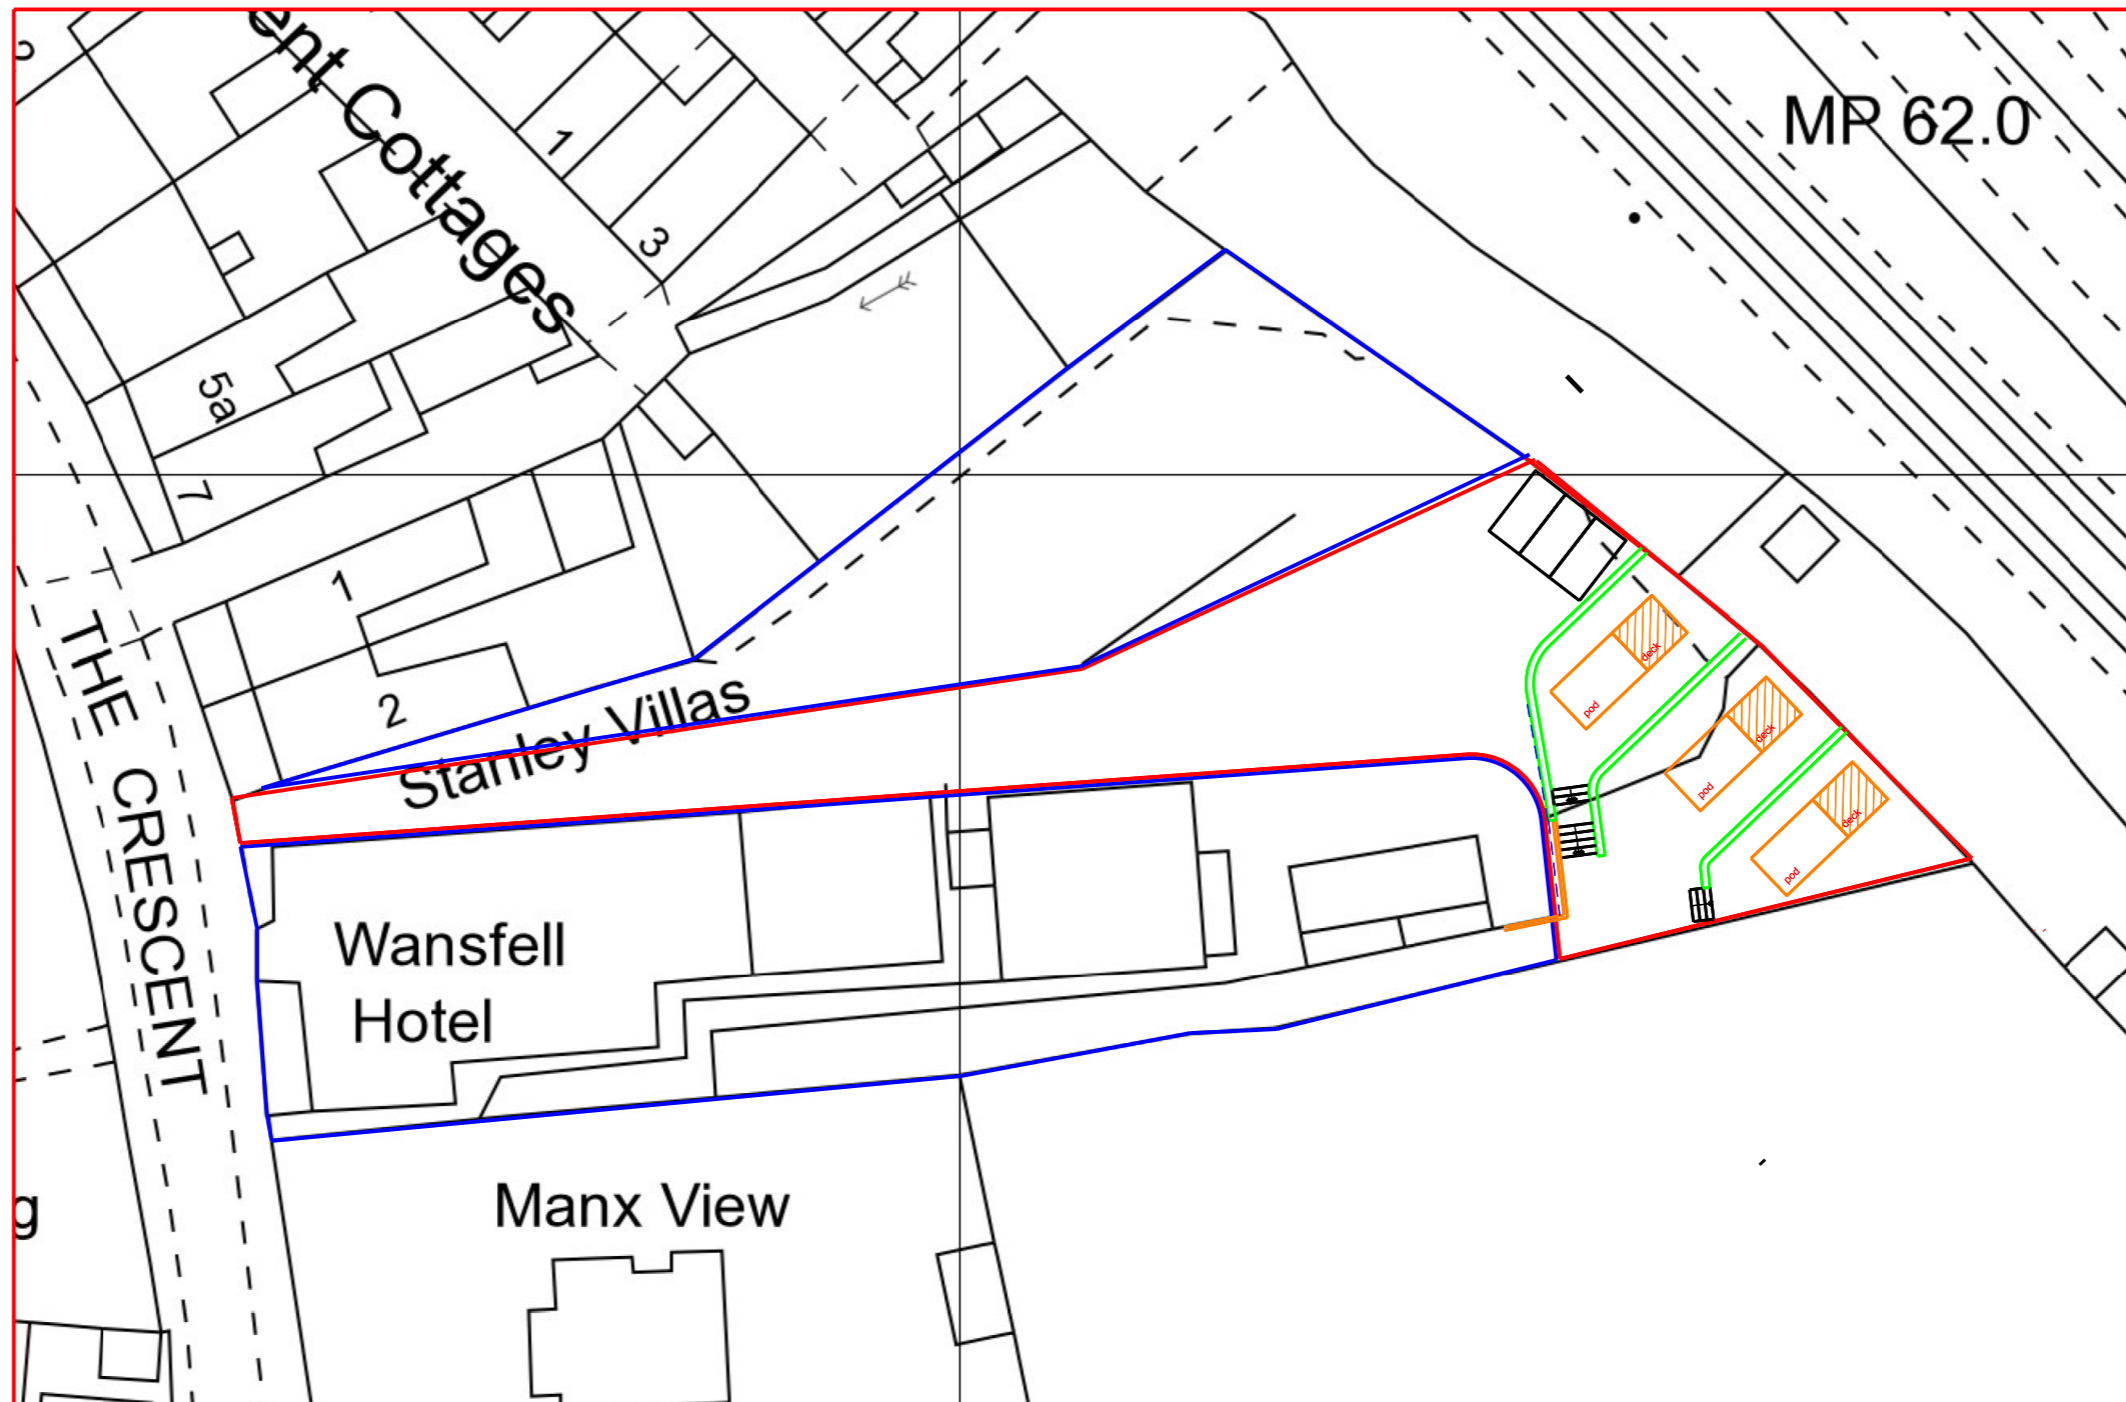 ent Cottages
MP 62.0
1
3
5a
7
1
2
Stanley Villas
THE CRESCENT
pod
deck
pod
deck
pod
deck
Wansfell
Hotel
Manx View
g